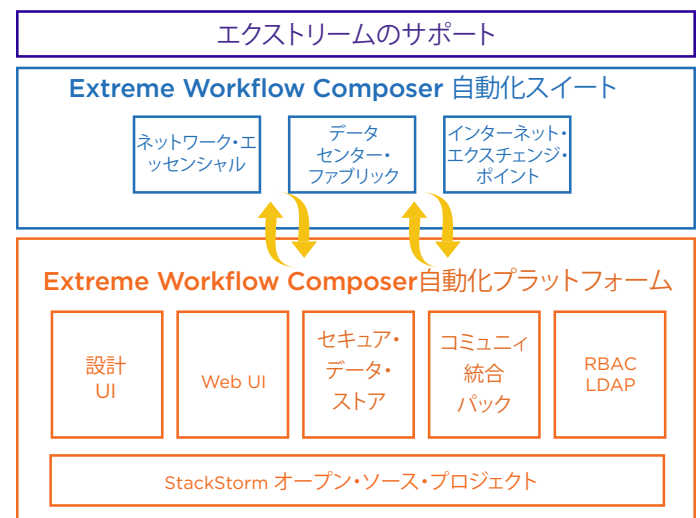 エクストリームのサポート
Extreme Workflow Composer 自動化スイート
ネットワーク・エ
ッセンシャル
データ
センター・
ファブリック
インターネット・
エクスチェンジ・
ポイント
Extreme Workflow Composer自動化プラットフォーム
設計
UI
Web UI
セキュア・
データ・
ストア
コミュニィ
統合
パック
RBAC
LDAP
StackStorm オープン・ソース・プロジェクト